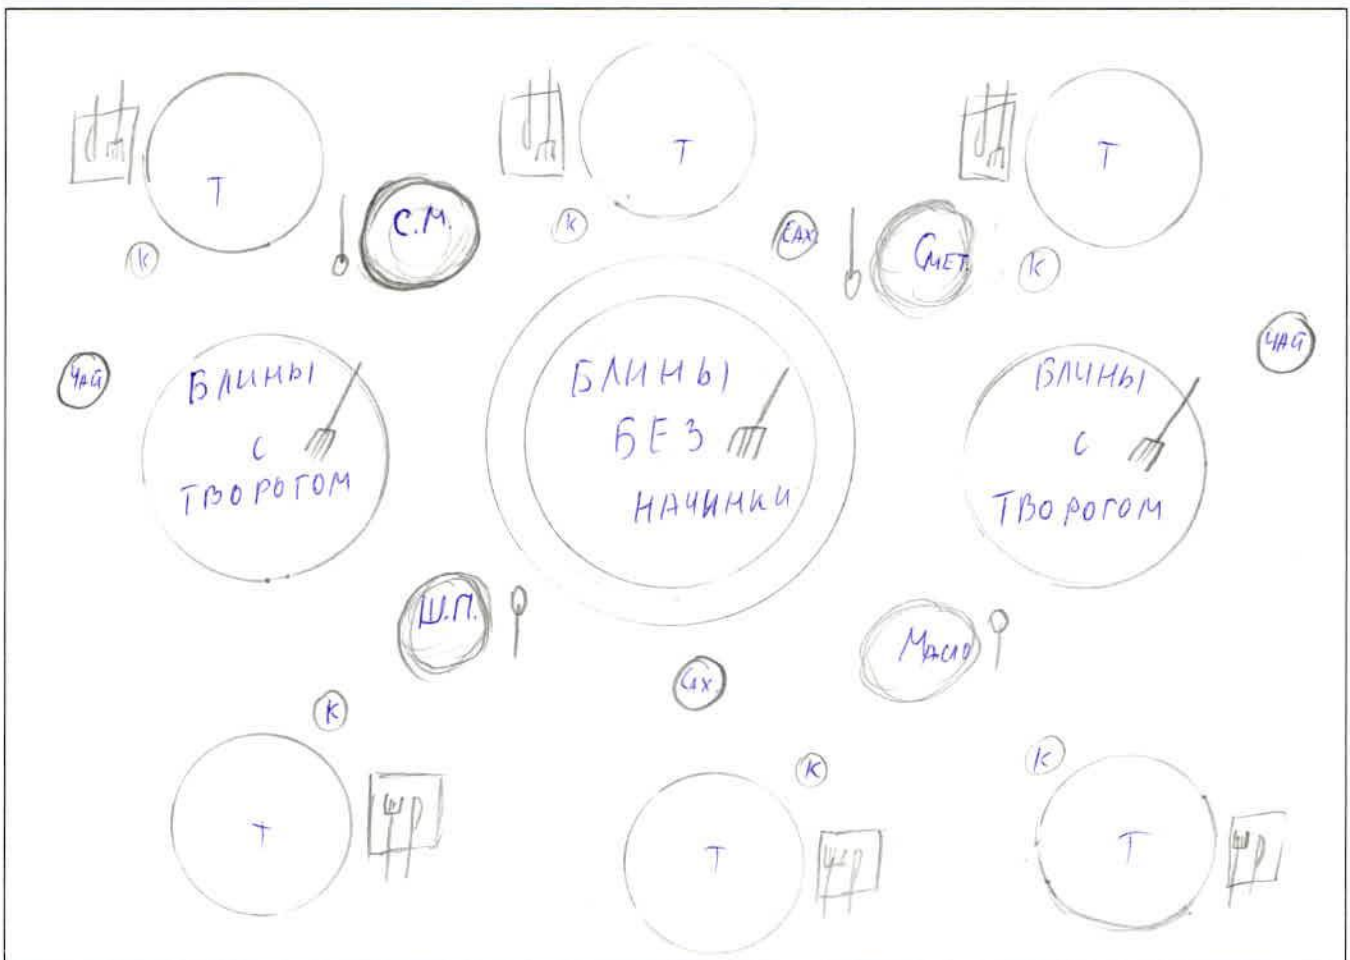 Т
Т
Т
С.М.
К
К
САХ.
СМЕТ.
К
ЧАЙ
ЧАЙ
БЛИНЫ
С
ТВОРОГОМ
БЛИНЫ
БЕЗ
НАЧИНКИ
БЛИНЫ
С
ТВОРОГОМ
Ш.П.
МАСЛО
САХ.
К
К
К
Т
Т
Т